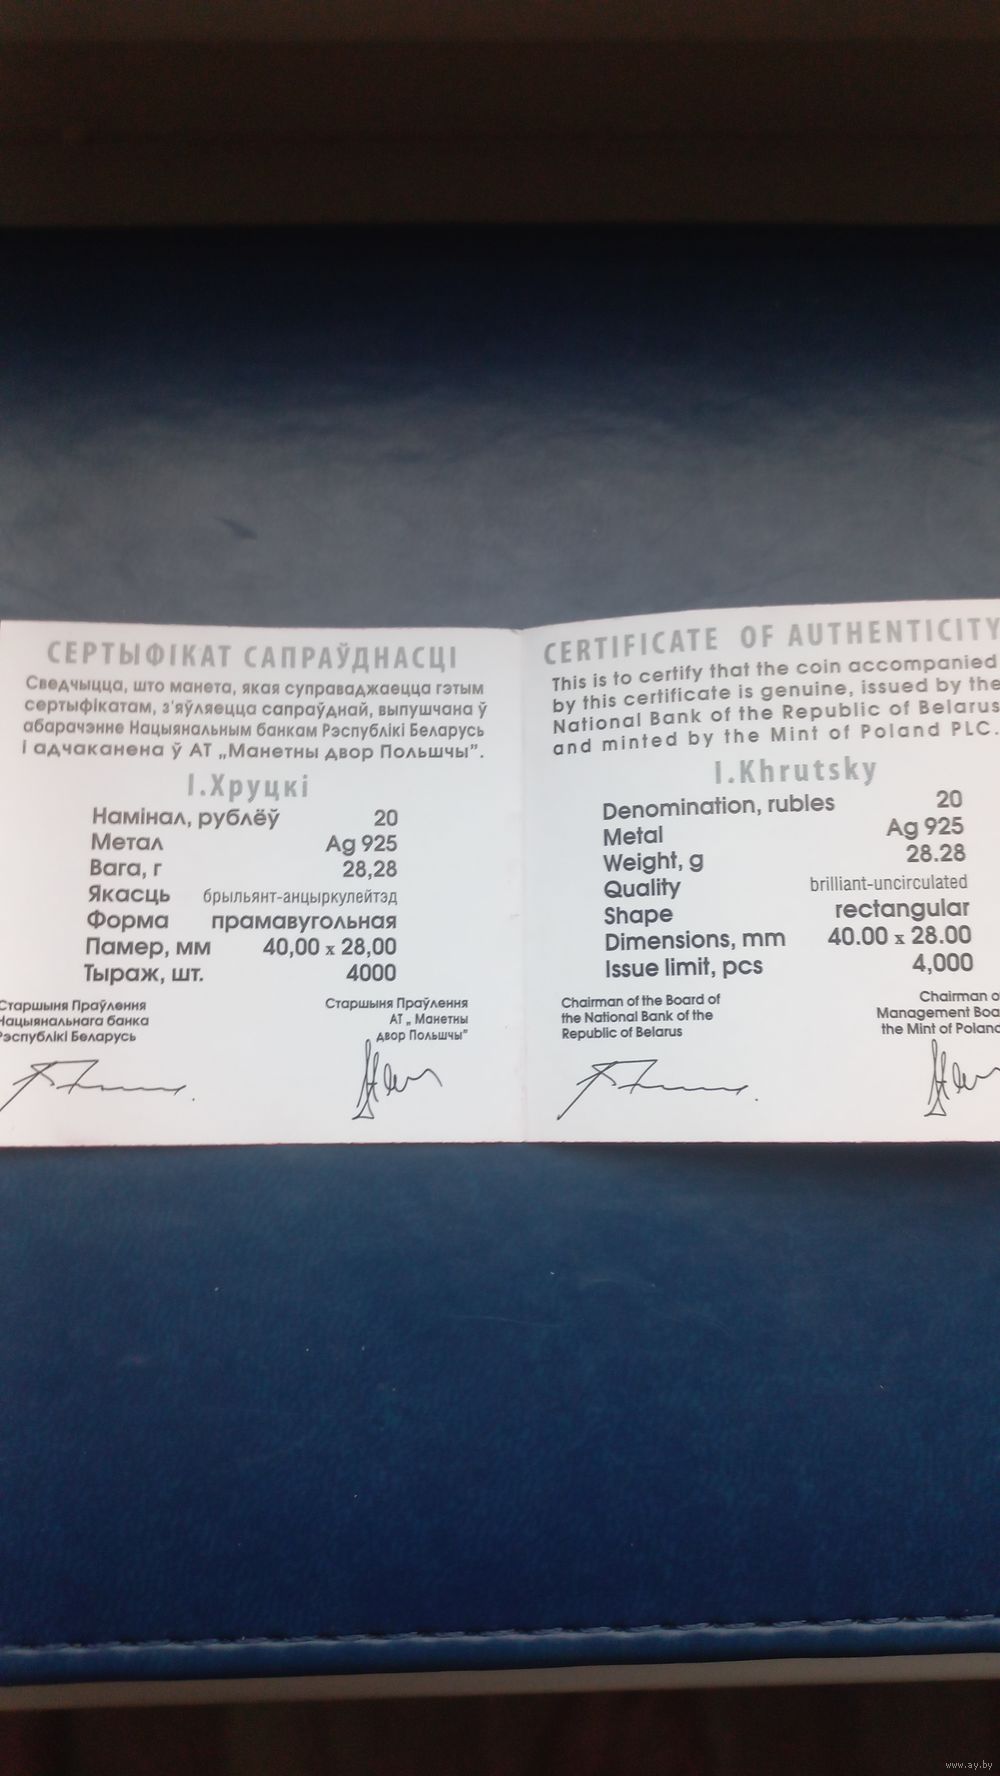 СЕРТЫФІКАТ САПРАЎДНАСЦІ
Сведчыцца, што манета, якая суправаджаецца гэтым
сертыфікатам, з'яўляецца сапраўднай, выпушчана ў
абарачэнне Нацыянальным банкам Рэспублікі Беларусь
і адчаканена ў АТ „Манетны двор Польшчы”.
І.Хруцкі
Намінал, рублёў 20
Метал Ag 925
Вага, г 28,28
Якасць брыльянт-анцыркулейтэд
Форма прамавугольная
Памер, мм 40,00 x 28,00
Тыраж, шт. 4000
Старшыня Праўлення
Нацыянальнага банка
Рэспублікі Беларусь
Старшыня Праўлення
АТ „ Манетны
двор Польшчы”
CERTIFICATE OF AUTHENTICITY
This is to certify that the coin accompanied
by this certificate is genuine, issued by the
National Bank of the Republic of Belarus
and minted by the Mint of Poland PLC.
I.Khrutsky
Denomination, rubles 20
Metal Ag 925
Weight, g 28.28
Quality brilliant-uncirculated
Shape rectangular
Dimensions, mm 40.00 x 28.00
Issue limit, pcs 4,000
Chairman of the Board of
the National Bank of the
Republic of Belarus
Chairman o
Management Boa
the Mint of Poland
www.ay.by